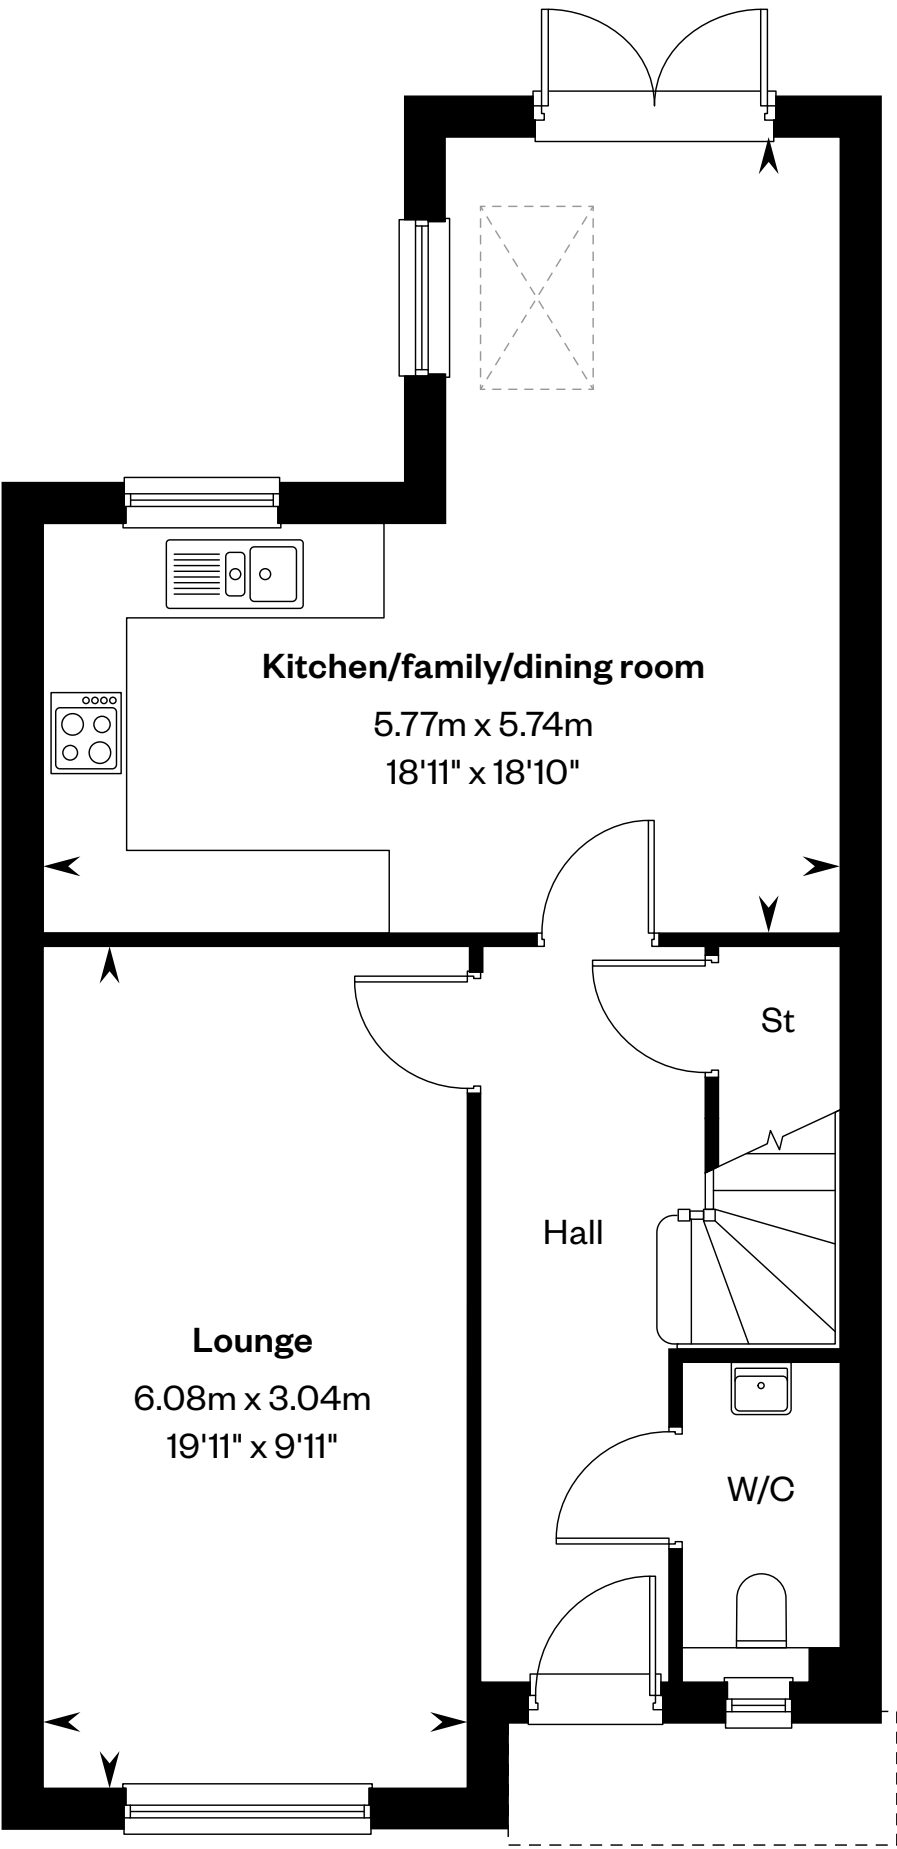 Kitchen/family/dining room
5.77m x 5.74m
18'11" x 18'10"
St
Hall
Lounge
6.08m x 3.04m
19'11" x 9'11"
W/C